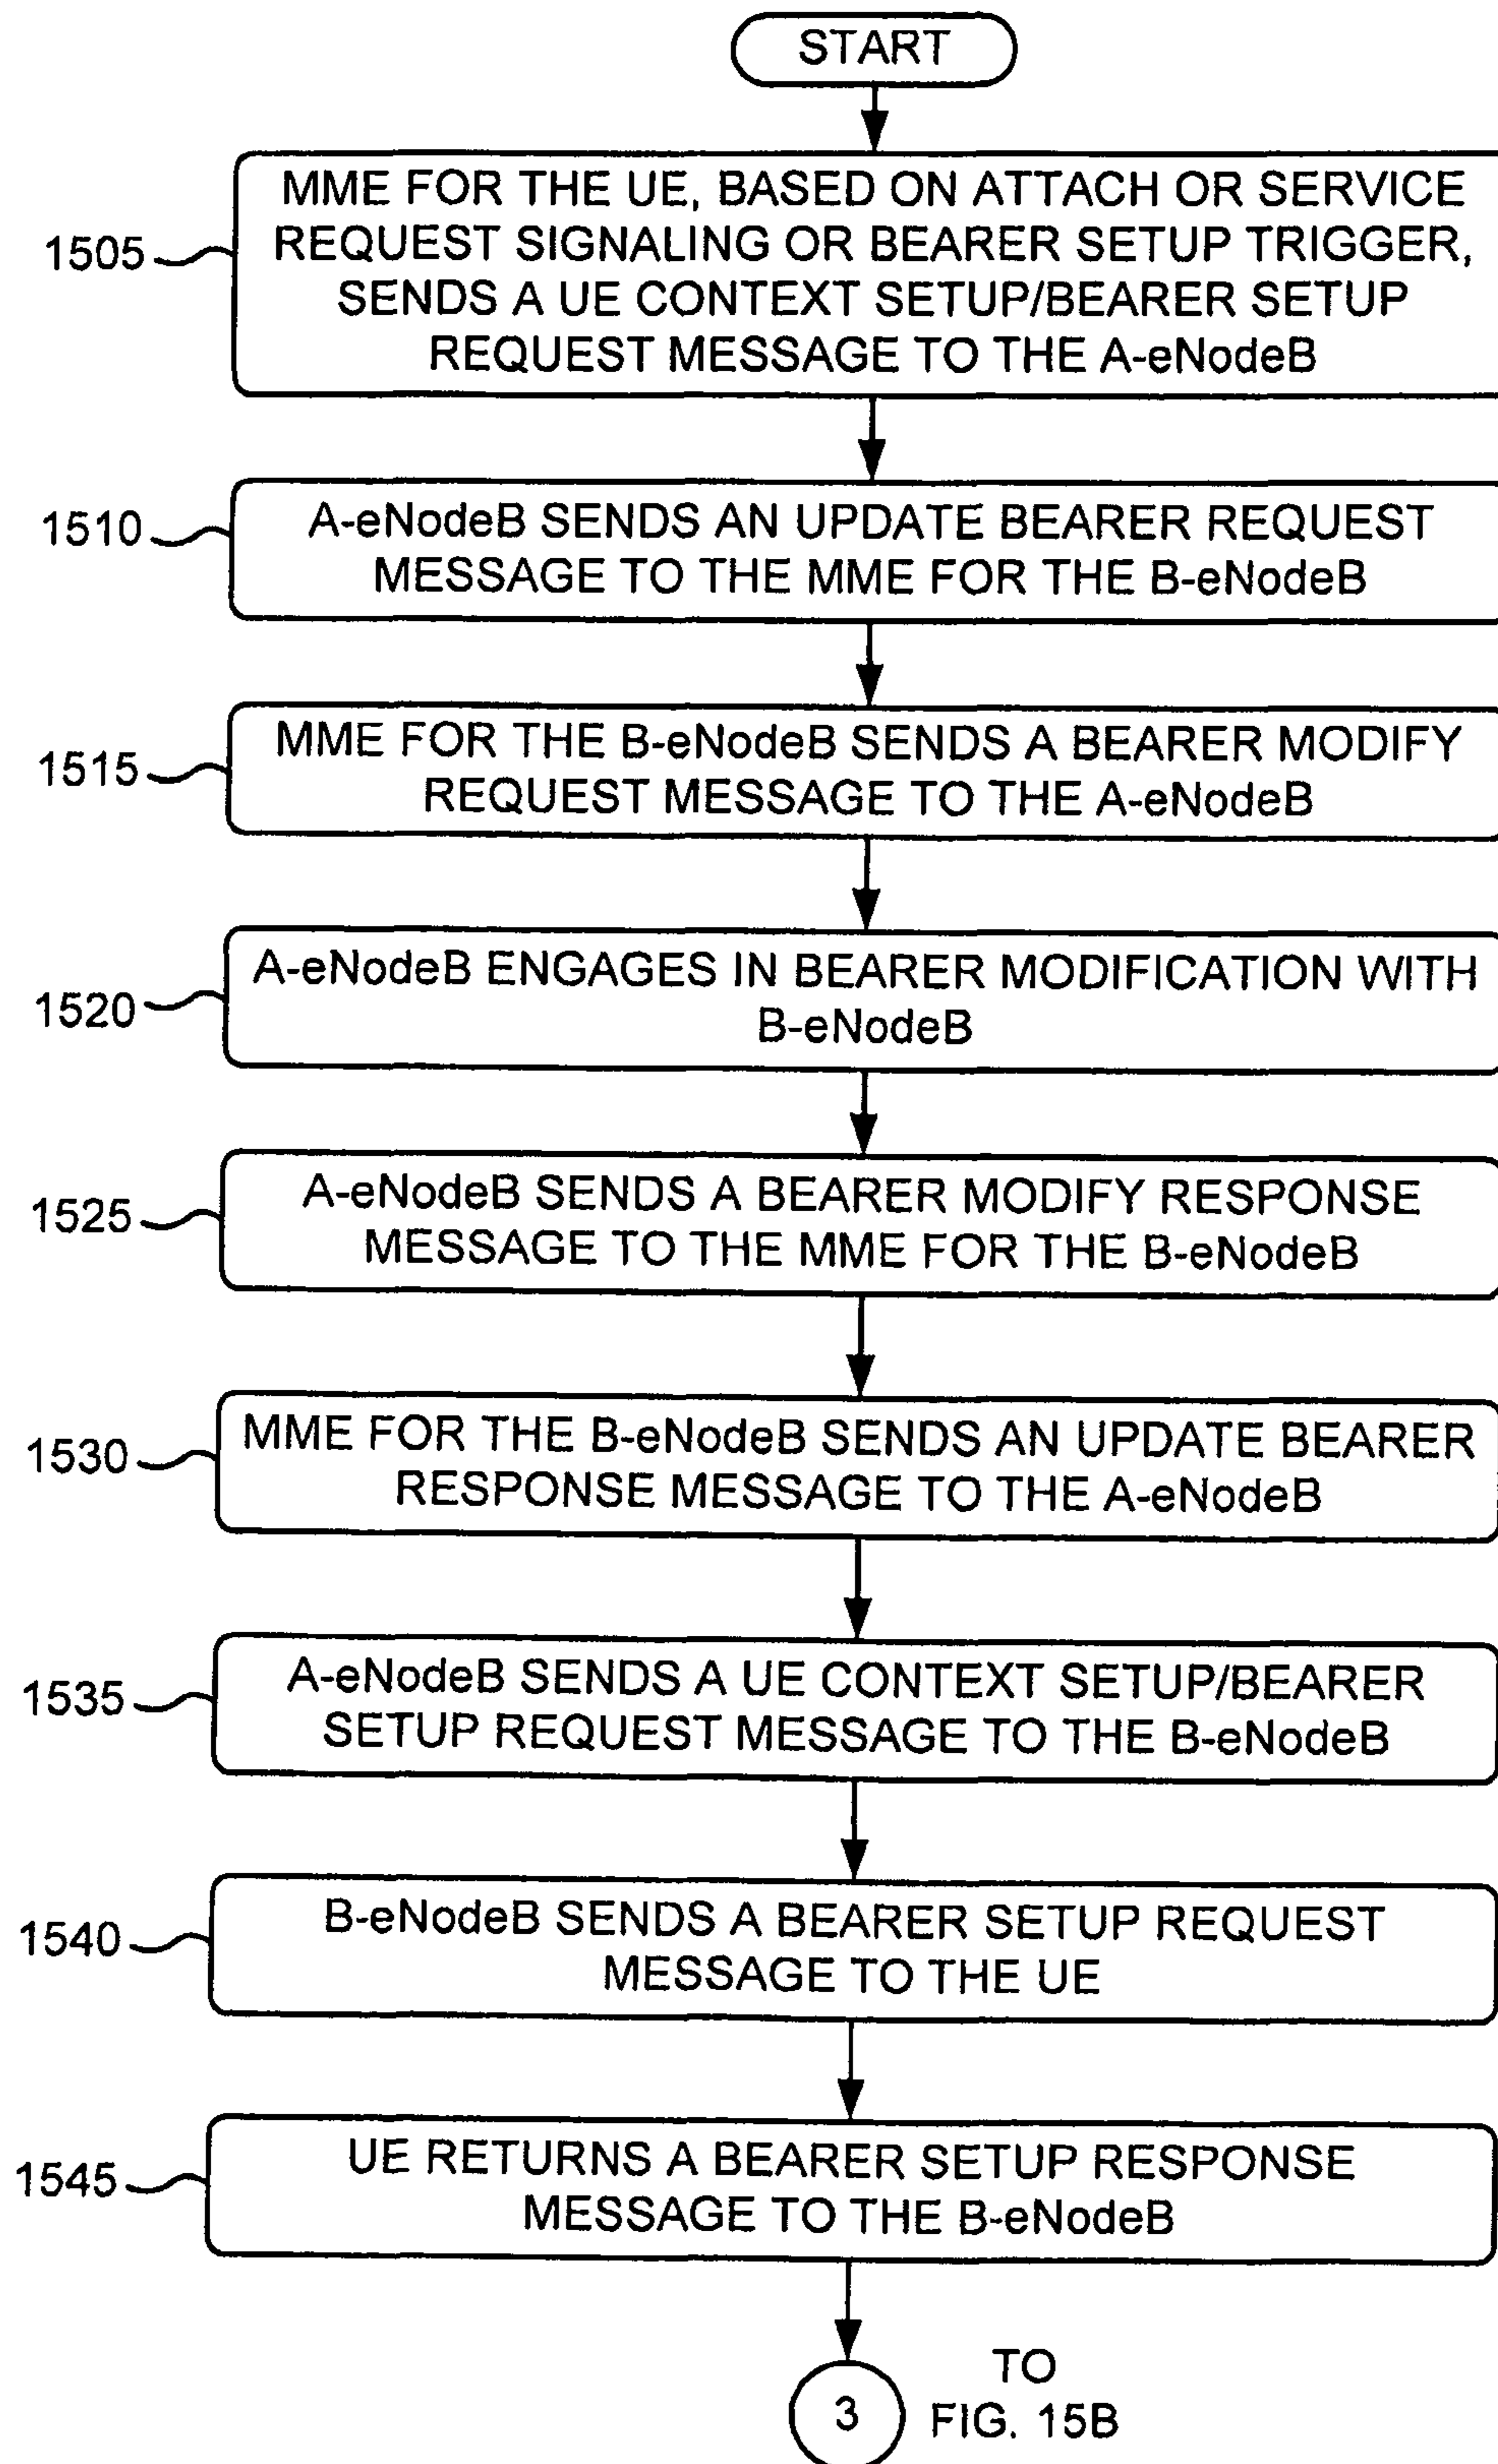 START
1505
MME FOR THE UE, BASED ON ATTACH OR SERVICE
REQUEST SIGNALING OR BEARER SETUP TRIGGER,
SENDS A UE CONTEXT SETUP/BEARER SETUP
REQUEST MESSAGE TO THE A-eNodeB
1510
A-eNodeB SENDS AN UPDATE BEARER REQUEST
MESSAGE TO THE MME FOR THE B-eNodeB
1515
MME FOR THE B-eNodeB SENDS A BEARER MODIFY
REQUEST MESSAGE TO THE A-eNodeB
1520
A-eNodeB ENGAGES IN BEARER MODIFICATION WITH
B-eNodeB
1525
A-eNodeB SENDS A BEARER MODIFY RESPONSE
MESSAGE TO THE MME FOR THE B-eNodeB
1530
MME FOR THE B-eNodeB SENDS AN UPDATE BEARER
RESPONSE MESSAGE TO THE A-eNodeB
1535
A-eNodeB SENDS A UE CONTEXT SETUP/BEARER
SETUP REQUEST MESSAGE TO THE B-eNodeB
1540
B-eNodeB SENDS A BEARER SETUP REQUEST
MESSAGE TO THE UE
1545
UE RETURNS A BEARER SETUP RESPONSE
MESSAGE TO THE B-eNodeB
3
TO
FIG. 15B